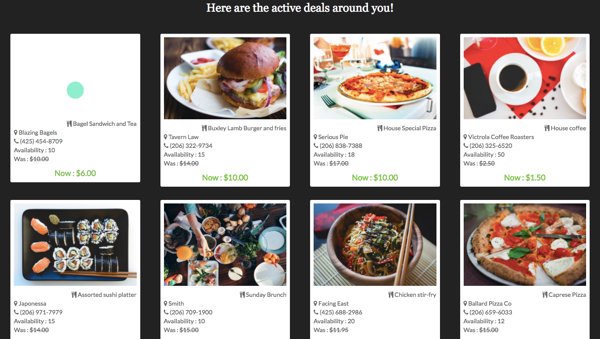 Here are the active deals around you!
Bagel Sandwich and Tea
Blazing Bagels
(425) 454-8709
Availability : 10
Was : $10.00
Now : $6.00
Buxley Lamb Burger and fries
Tavern Law
(206) 322-9734
Availability : 15
Was : $14.00
Now : $10.00
House Special Pizza
Serious Pie
(206) 838-7388
Availability : 18
Was : $17.00
Now : $10.00
House coffee
Victrola Coffee Roasters
(206) 325-6520
Availability : 50
Was : $2.50
Now : $1.50
Assorted sushi platter
Japonessa
(206) 971-7979
Availability : 15
Was : $14.00
Sunday Brunch
Smith
(206) 709-1900
Availability : 10
Was : $15.00
Chicken stir-fry
Facing East
(425) 688-2986
Availability : 20
Was : $11.95
Caprese Pizza
Ballard Pizza Co
(206) 659-6033
Availability : 12
Was : $15.00